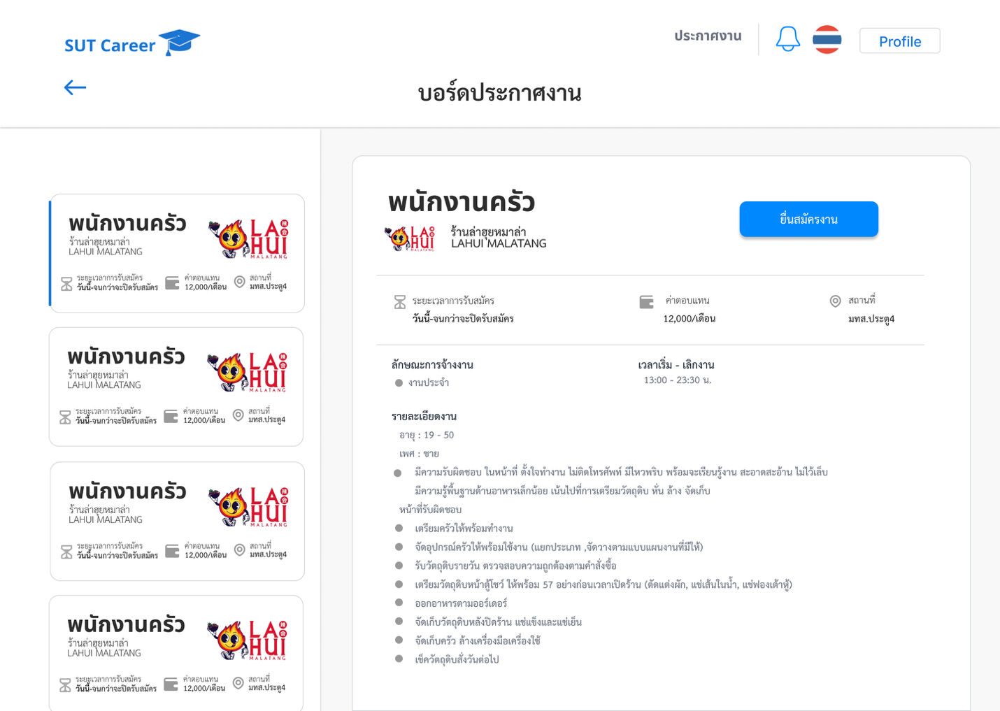 SUT Career
ประกาศงาน
Profile
บอร์ดประกาศงาน
พนักงานครัว
ร้านล่าฮุยหมาล่า
LAHUI MALATANG
LA HUI
MALATANG
ระยะเวลาการรับสมัคร
วันนี้-จนกว่าจะปิดรับสมัคร
ค่าตอบแทน
12,000/เดือน
สถานที่
มทส.ประตู4
พนักงานครัว
ร้านล่าฮุยหมาล่า
LAHUI MALATANG
LA HUI
MALATANG
ระยะเวลาการรับสมัคร
วันนี้-จนกว่าจะปิดรับสมัคร
ค่าตอบแทน
12,000/เดือน
สถานที่
มทส.ประตู4
พนักงานครัว
ร้านล่าฮุยหมาล่า
LAHUI MALATANG
LA HUI
MALATANG
ระยะเวลาการรับสมัคร
วันนี้-จนกว่าจะปิดรับสมัคร
ค่าตอบแทน
12,000/เดือน
สถานที่
มทส.ประตู4
พนักงานครัว
ร้านล่าฮุยหมาล่า
LAHUI MALATANG
LA HUI
MALATANG
ระยะเวลาการรับสมัคร
วันนี้-จนกว่าจะปิดรับสมัคร
ค่าตอบแทน
12,000/เดือน
สถานที่
มทส.ประตู4
พนักงานครัว
LA HUI
MALATANG
ร้านล่าฮุยหมาล่า
LAHUI MALATANG
ยื่นสมัครงาน
ระยะเวลาการรับสมัคร
วันนี้-จนกว่าจะปิดรับสมัคร
ค่าตอบแทน
12,000/เดือน
สถานที่
มทส.ประตู4
ลักษณะการจ้างงาน
งานประจำ
เวลาเริ่ม - เลิกงาน
13:00 - 23:30 น.
รายละเอียดงาน
อายุ : 19 - 50
เพศ : ชาย
มีความรับผิดชอบ ในหน้าที่ ตั้งใจทำงาน ไม่ติดโทรศัพท์ มีไหวพริบ พร้อมจะเรียนรู้งาน สะอาดสะอ้าน ไม่ไว้เล็บ
มีความรู้พื้นฐานด้านอาหารเล็กน้อย เน้นไปที่การเตรียมวัตถุดิบ หั่น ล้าง จัดเก็บ
หน้าที่รับผิดชอบ
เตรียมครัวให้พร้อมทำงาน
จัดอุปกรณ์ครัวให้พร้อมใช้งาน (แยกประเภท ,จัดวางตามแบบแผนงานที่มีให้)
รับวัตถุดิบรายวัน ตรวจสอบความถูกต้องตามคำสั่งซื้อ
เตรียมวัตถุดิบหน้าตู้โชว์ ให้พร้อม 57 อย่างก่อนเวลาเปิดร้าน (ตัดแต่งผัก, แช่เส้นในน้ำ, แช่ฟองเต้าหู้)
ออกอาหารตามออร์เดอร์
จัดเก็บวัตถุดิบหลังปิดร้าน แช่แข็งและแช่เย็น
จัดเก็บครัว ล้างเครื่องมือเครื่องใช้
เช็ควัตถุดิบสั่งวันต่อไป